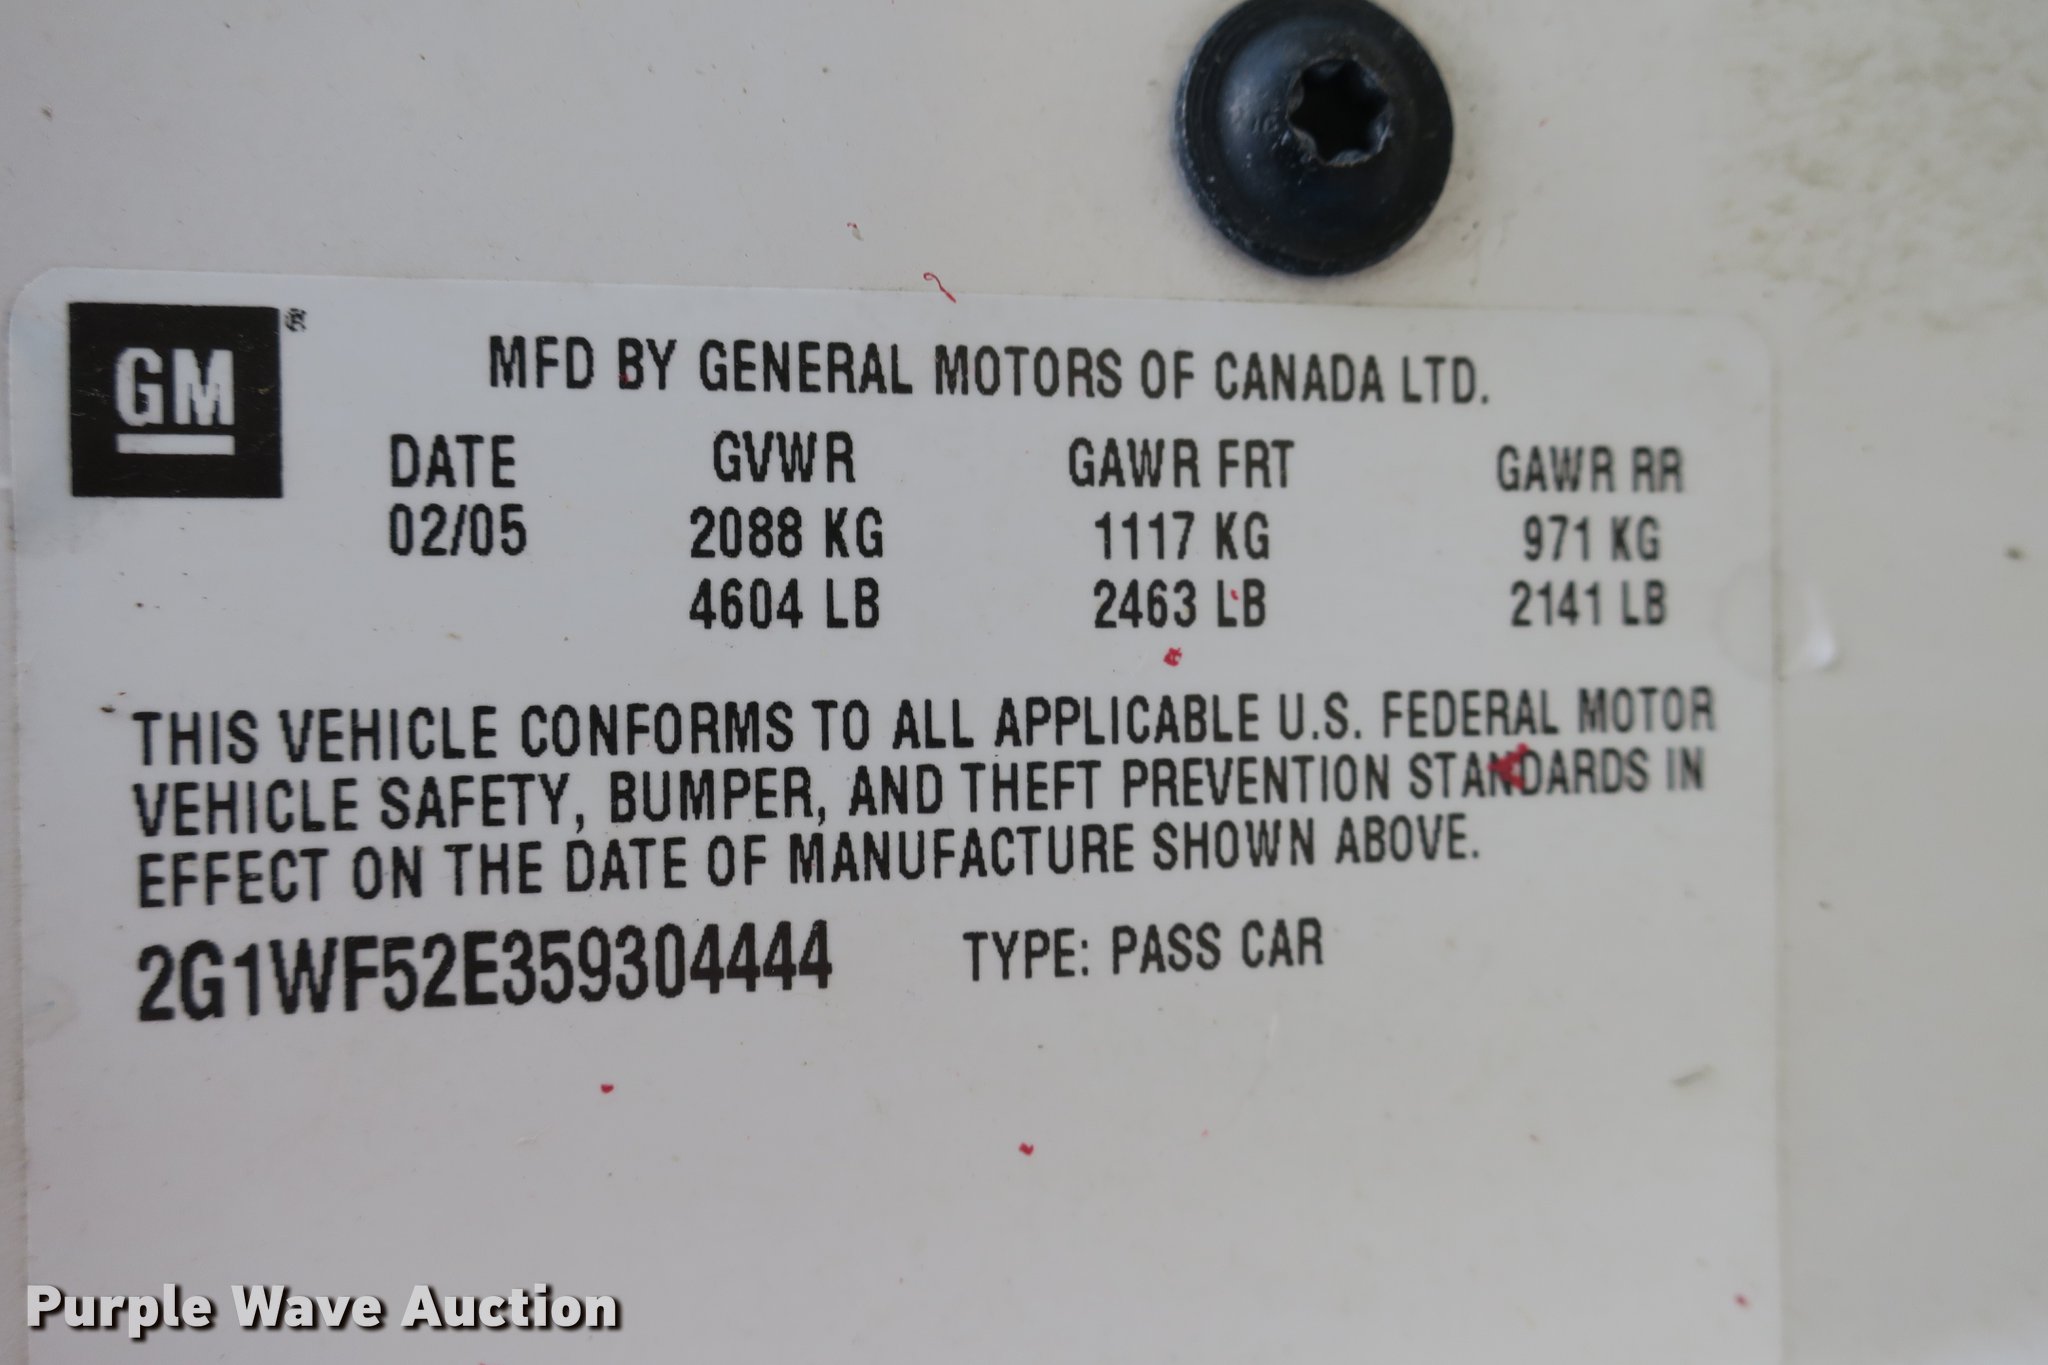 GM®
MFD BY GENERAL MOTORS OF CANADA LTD.
DATE GVWR GAWR FRT GAWR RR
02/05 2088 KG 1117 KG 971 KG
4604 LB 2463 LB 2141 LB
THIS VEHICLE CONFORMS TO ALL APPLICABLE U.S. FEDERAL MOTOR
VEHICLE SAFETY, BUMPER, AND THEFT PREVENTION STANDARDS IN
EFFECT ON THE DATE OF MANUFACTURE SHOWN ABOVE.
2G1WF52E359304444 TYPE: PASS CAR
Purple Wave Auction